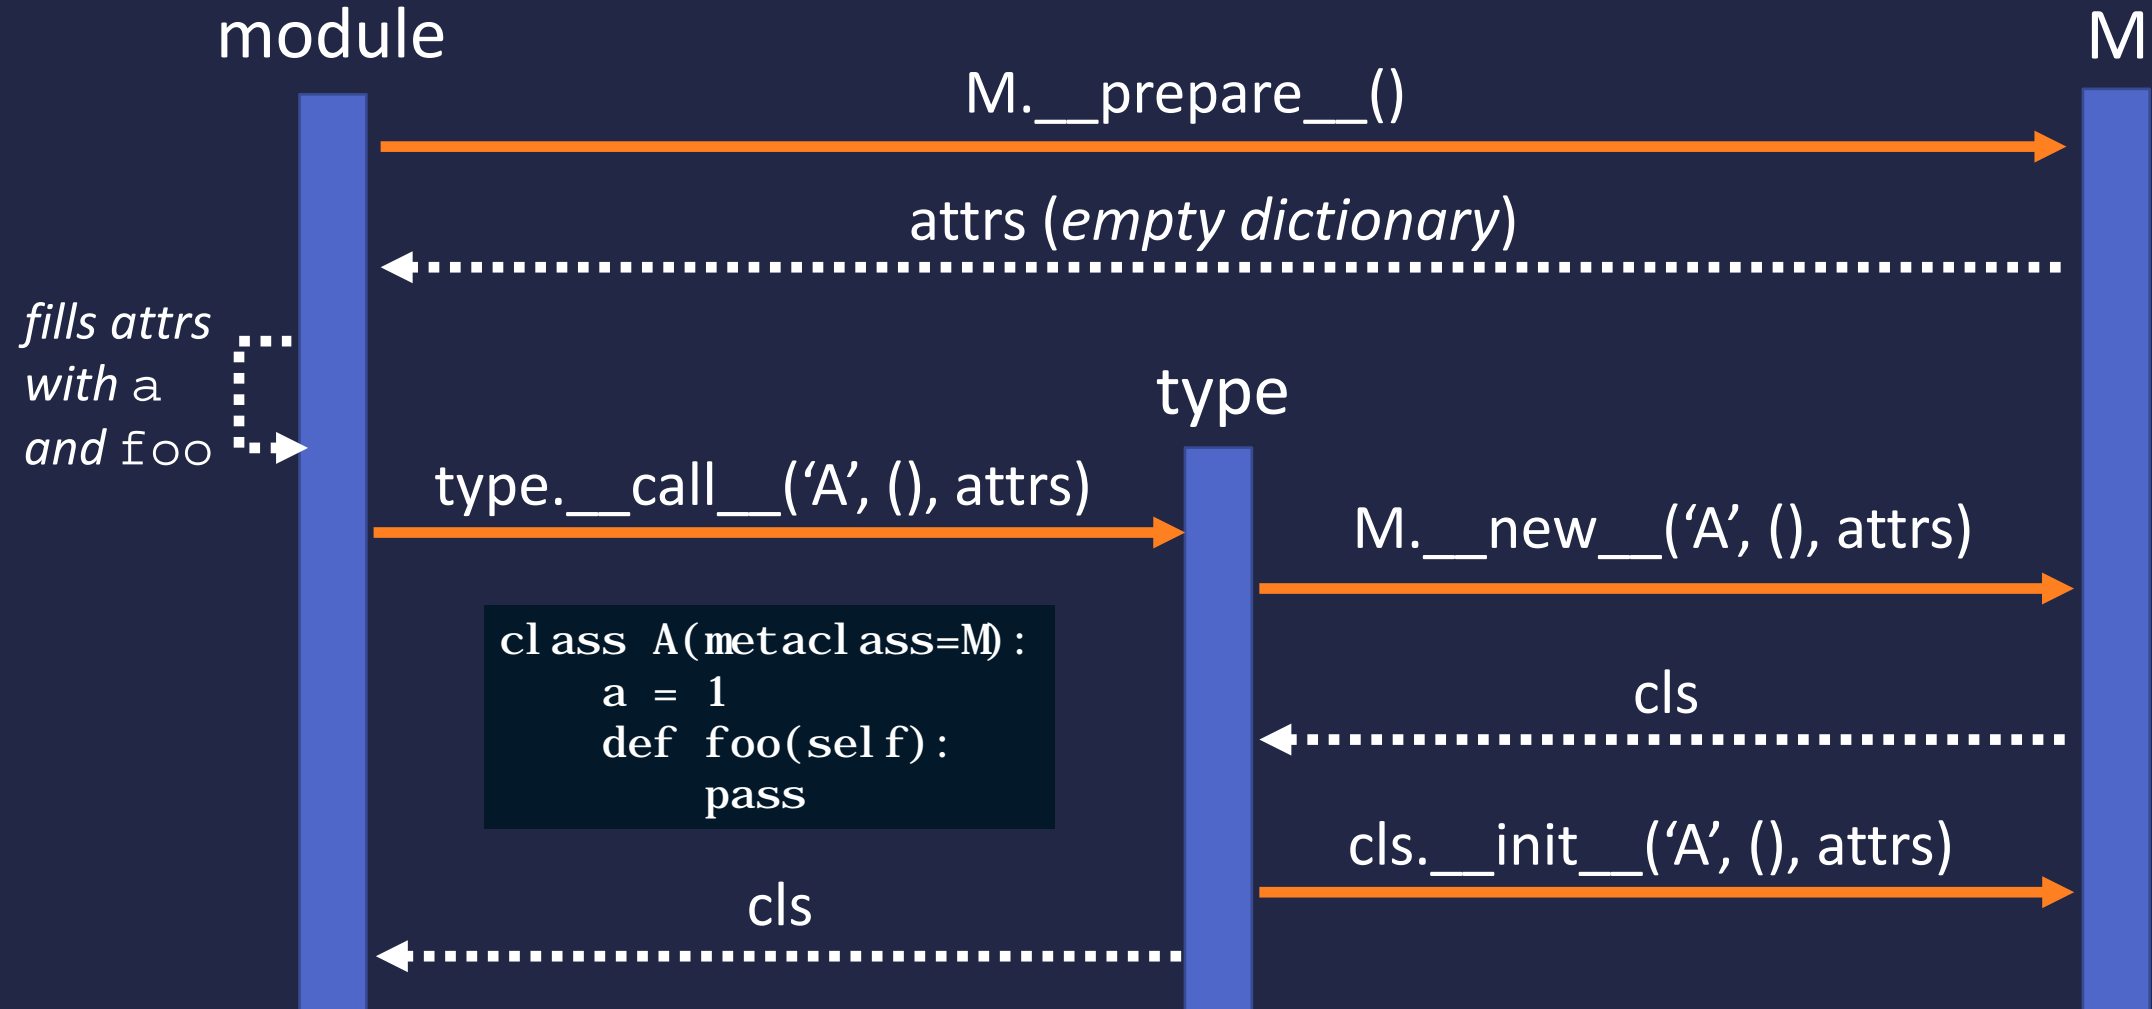 module
M
M.__prepare__()
attrs (empty dictionary)
fills attrs
with a
and foo
type
type.__call__(‘A’, (), attrs)
M.__new__(‘A’, (), attrs)
class A(metaclass=M):
    a = 1
    def foo(self):
        pass
cls
cls.__init__(‘A’, (), attrs)
cls